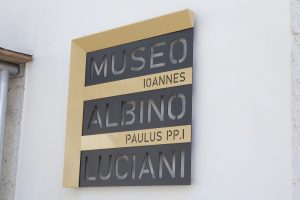 MUSEO
IOANNES
ALBINO
PAULUS PP.I
LUCIANI